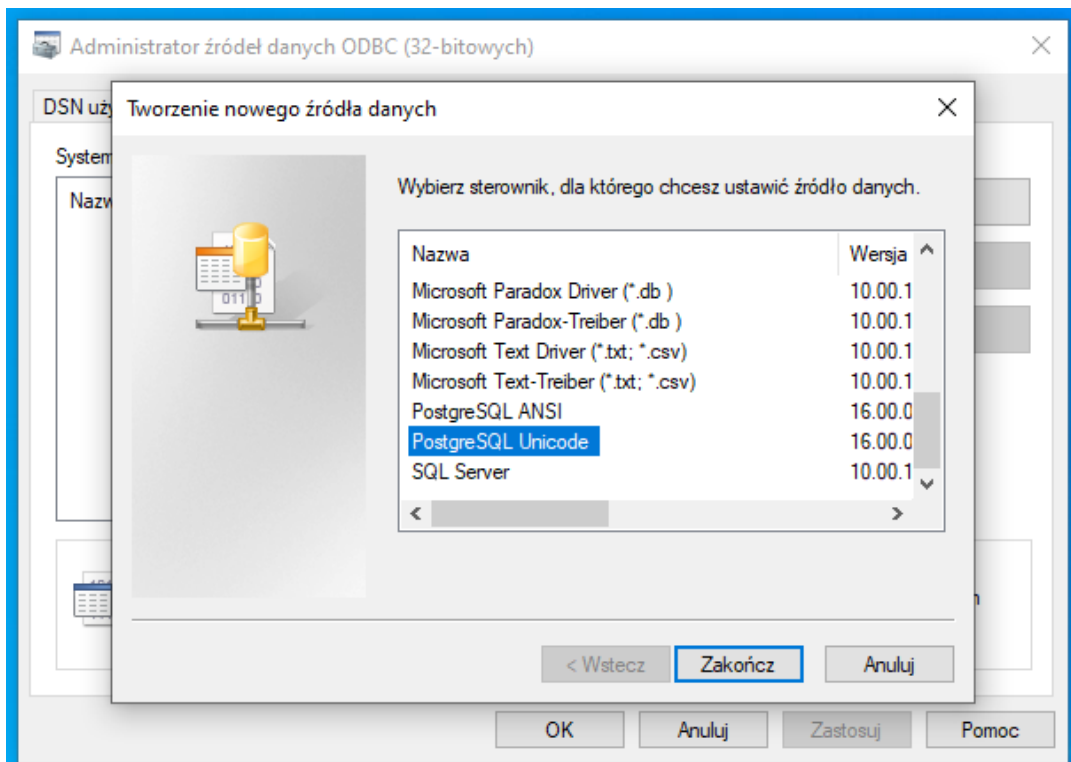 Administrator źródeł danych ODBC (32-bitowych)
DSN uży
Tworzenie nowego źródła danych
System
Nazw
Wybierz sterownik, dla którego chcesz ustawić źródło danych.
Nazwa Wersja
Microsoft Paradox Driver (*.db ) 10.00.1
Microsoft Paradox-Treiber (*.db ) 10.00.1
Microsoft Text Driver (*.txt; *.csv) 10.00.1
Microsoft Text-Treiber (*.txt; *.csv) 10.00.1
PostgreSQL ANSI 16.00.0
PostgreSQL Unicode 16.00.0
SQL Server 10.00.1
< Wstecz Zakończ Anuluj
OK Anuluj Zastosuj Pomoc